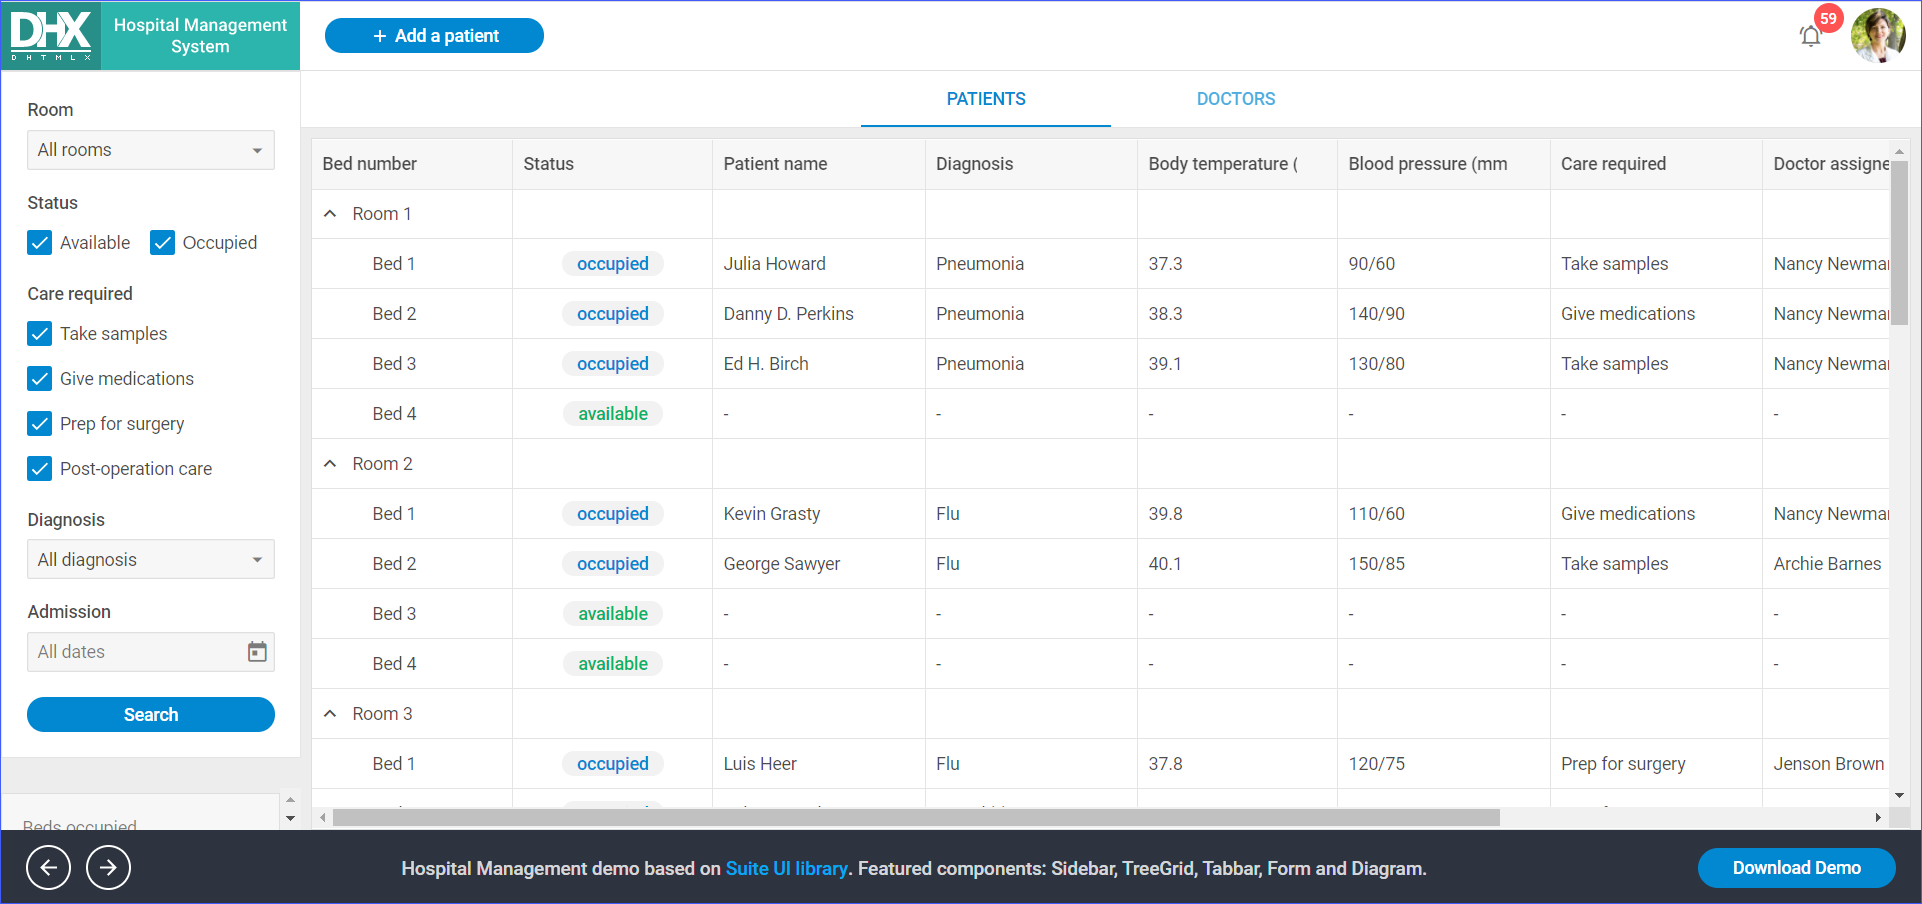 DHX
DHTMLX
Hospital Management
System
+ Add a patient
59
Room
All rooms
Status
Available Occupied
Care required
Take samples
Give medications
Prep for surgery
Post-operation care
Diagnosis
All diagnosis
Admission
All dates
Search
Beds occupied
PATIENTS DOCTORS
Bed number Status Patient name Diagnosis Body temperature ( Blood pressure (mm Care required Doctor assigne
Room 1
Bed 1 occupied Julia Howard Pneumonia 37.3 90/60 Take samples Nancy Newman
Bed 2 occupied Danny D. Perkins Pneumonia 38.3 140/90 Give medications Nancy Newman
Bed 3 occupied Ed H. Birch Pneumonia 39.1 130/80 Take samples Nancy Newman
Bed 4 available - - - - - -
Room 2
Bed 1 occupied Kevin Grasty Flu 39.8 110/60 Give medications Nancy Newman
Bed 2 occupied George Sawyer Flu 40.1 150/85 Take samples Archie Barnes
Bed 3 available - - - - - -
Bed 4 available - - - - - -
Room 3
Bed 1 occupied Luis Heer Flu 37.8 120/75 Prep for surgery Jenson Brown
Hospital Management demo based on Suite UI library. Featured components: Sidebar, TreeGrid, Tabbar, Form and Diagram.
Download Demo